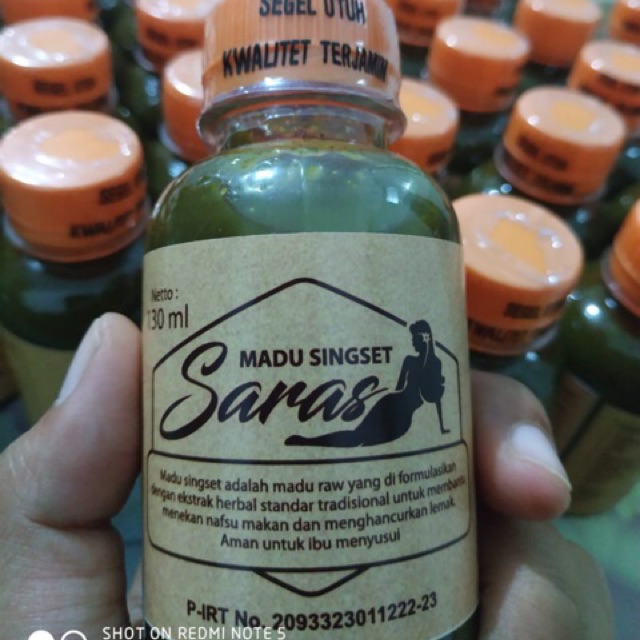 SEGEL UTUH
KWALITET TERJAMIN
Netto :
130 ml
MADU SINGSET
Saras
Madu singset adalah madu raw yang di formulasikan
dengan ekstrak herbal standar tradisional untuk membantu
menekan nafsu makan dan menghancurkan lemak.
Aman untuk ibu menyusui
P-IRT No. 2093323011222-23
SHOT ON REDMI NOTE 5